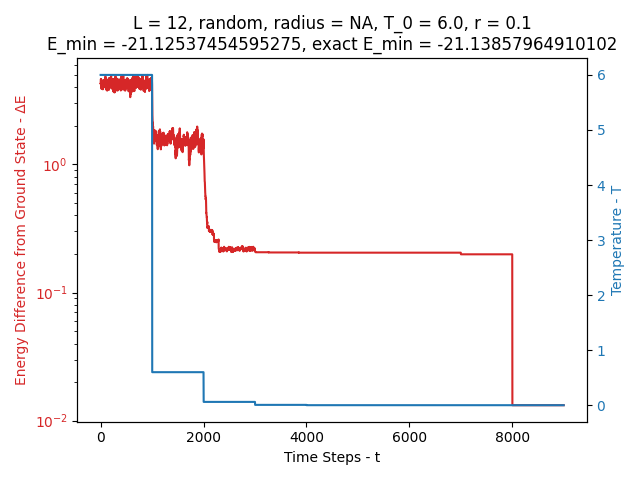 L = 12, random, radius = NA, T_0 = 6.0, r = 0.1
E_min = -21.12537454595275, exact E_min = -21.13857964910102
Energy Difference from Ground State - ΔE
10⁰
10⁻¹
10⁻²
6
5
4
3
2
1
0
Temperature - T
0 2000 4000 6000 8000
Time Steps - t